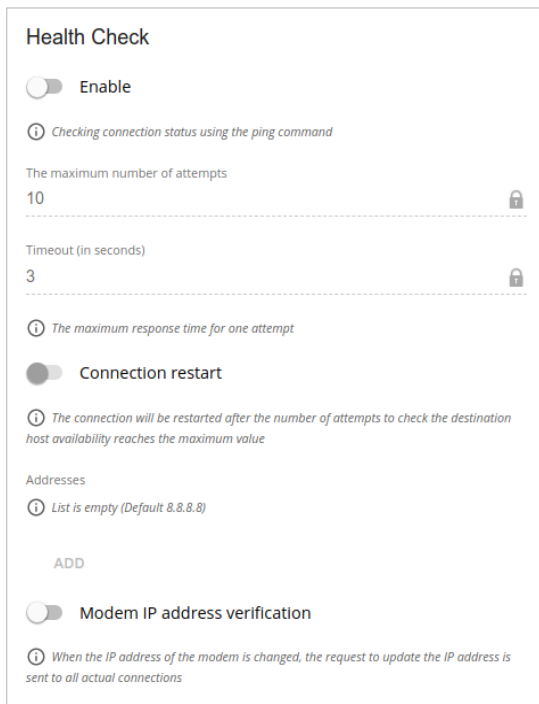 Health Check
Enable
Checking connection status using the ping command
The maximum number of attempts
10
Timeout (in seconds)
3
The maximum response time for one attempt
Connection restart
The connection will be restarted after the number of attempts to check the destination
host availability reaches the maximum value
Addresses
List is empty (Default 8.8.8.8)
ADD
Modem IP address verification
When the IP address of the modem is changed, the request to update the IP address is
sent to all actual connections